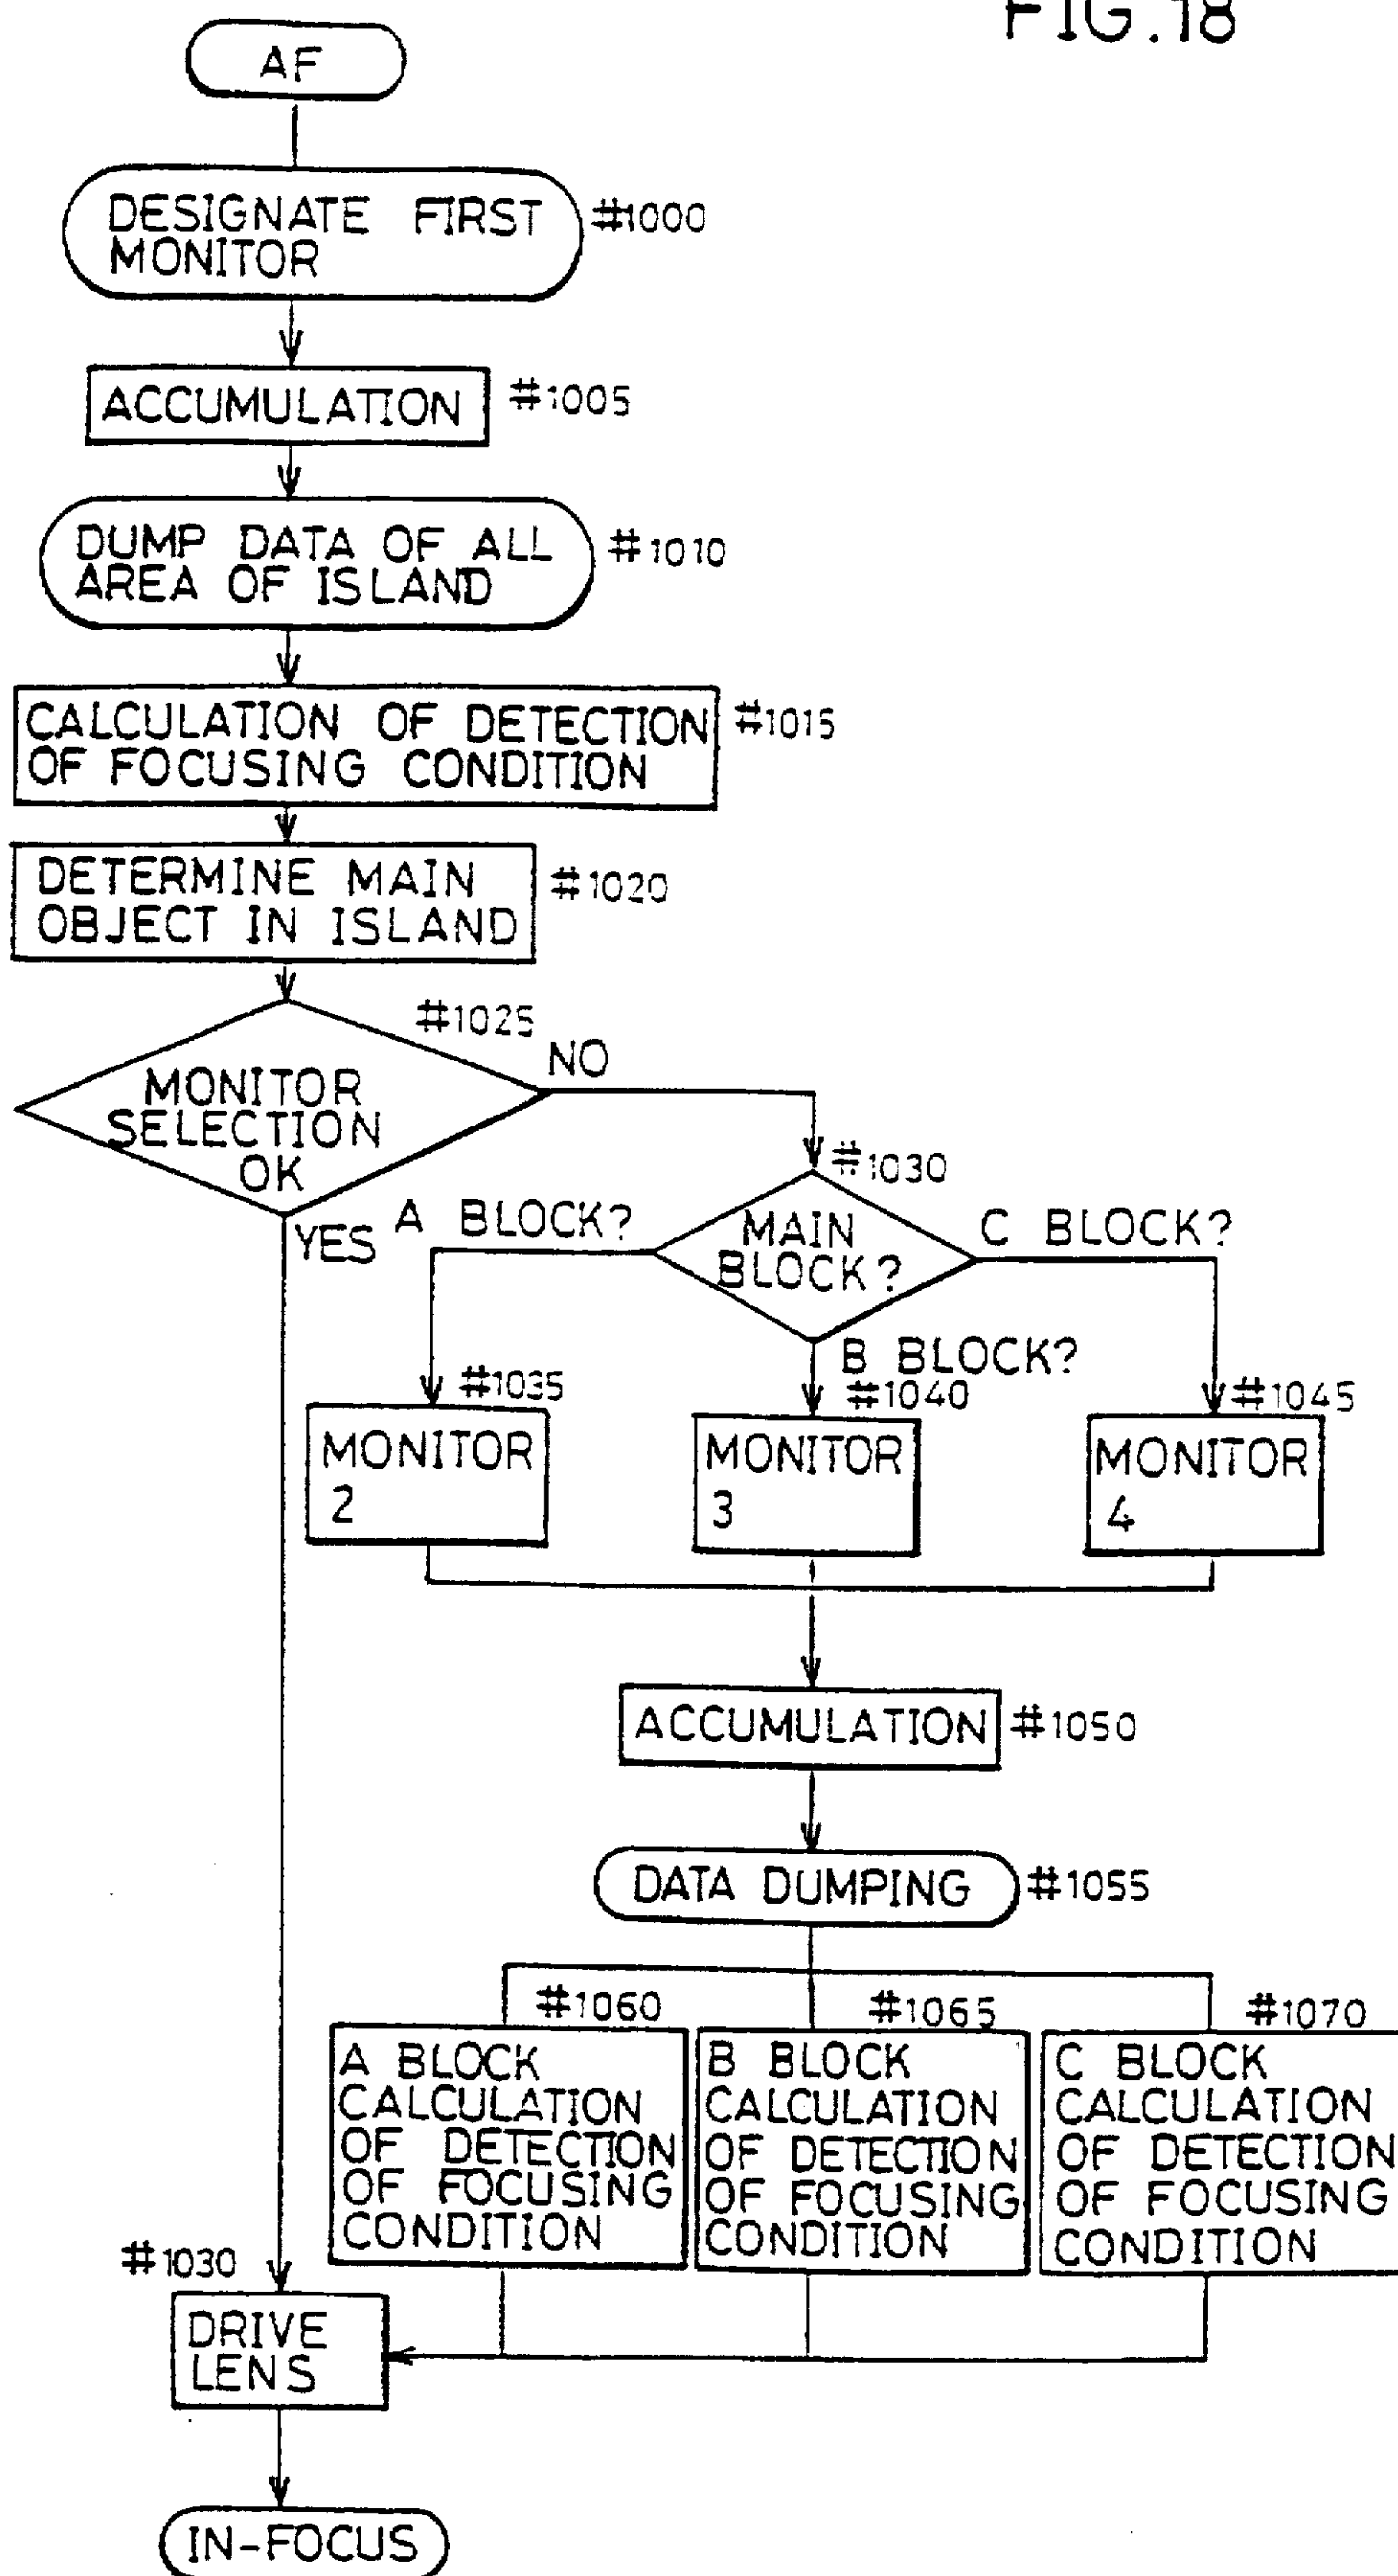 FIG.18
AF
DESIGNATE FIRST
MONITOR
#1000
ACCUMULATION
#1005
DUMP DATA OF ALL
AREA OF ISLAND
#1010
CALCULATION OF DETECTION
OF FOCUSING CONDITION
#1015
DETERMINE MAIN
OBJECT IN ISLAND
#1020
#1025
MONITOR
SELECTION
OK
NO
YES
#1030
MAIN
BLOCK?
A BLOCK?
C BLOCK?
B BLOCK?
#1035
MONITOR
2
#1040
MONITOR
3
#1045
MONITOR
4
ACCUMULATION
#1050
DATA DUMPING
#1055
#1060
A BLOCK
CALCULATION
OF DETECTION
OF FOCUSING
CONDITION
#1065
B BLOCK
CALCULATION
OF DETECTION
OF FOCUSING
CONDITION
#1070
C BLOCK
CALCULATION
OF DETECTION
OF FOCUSING
CONDITION
#1030
DRIVE
LENS
IN-FOCUS